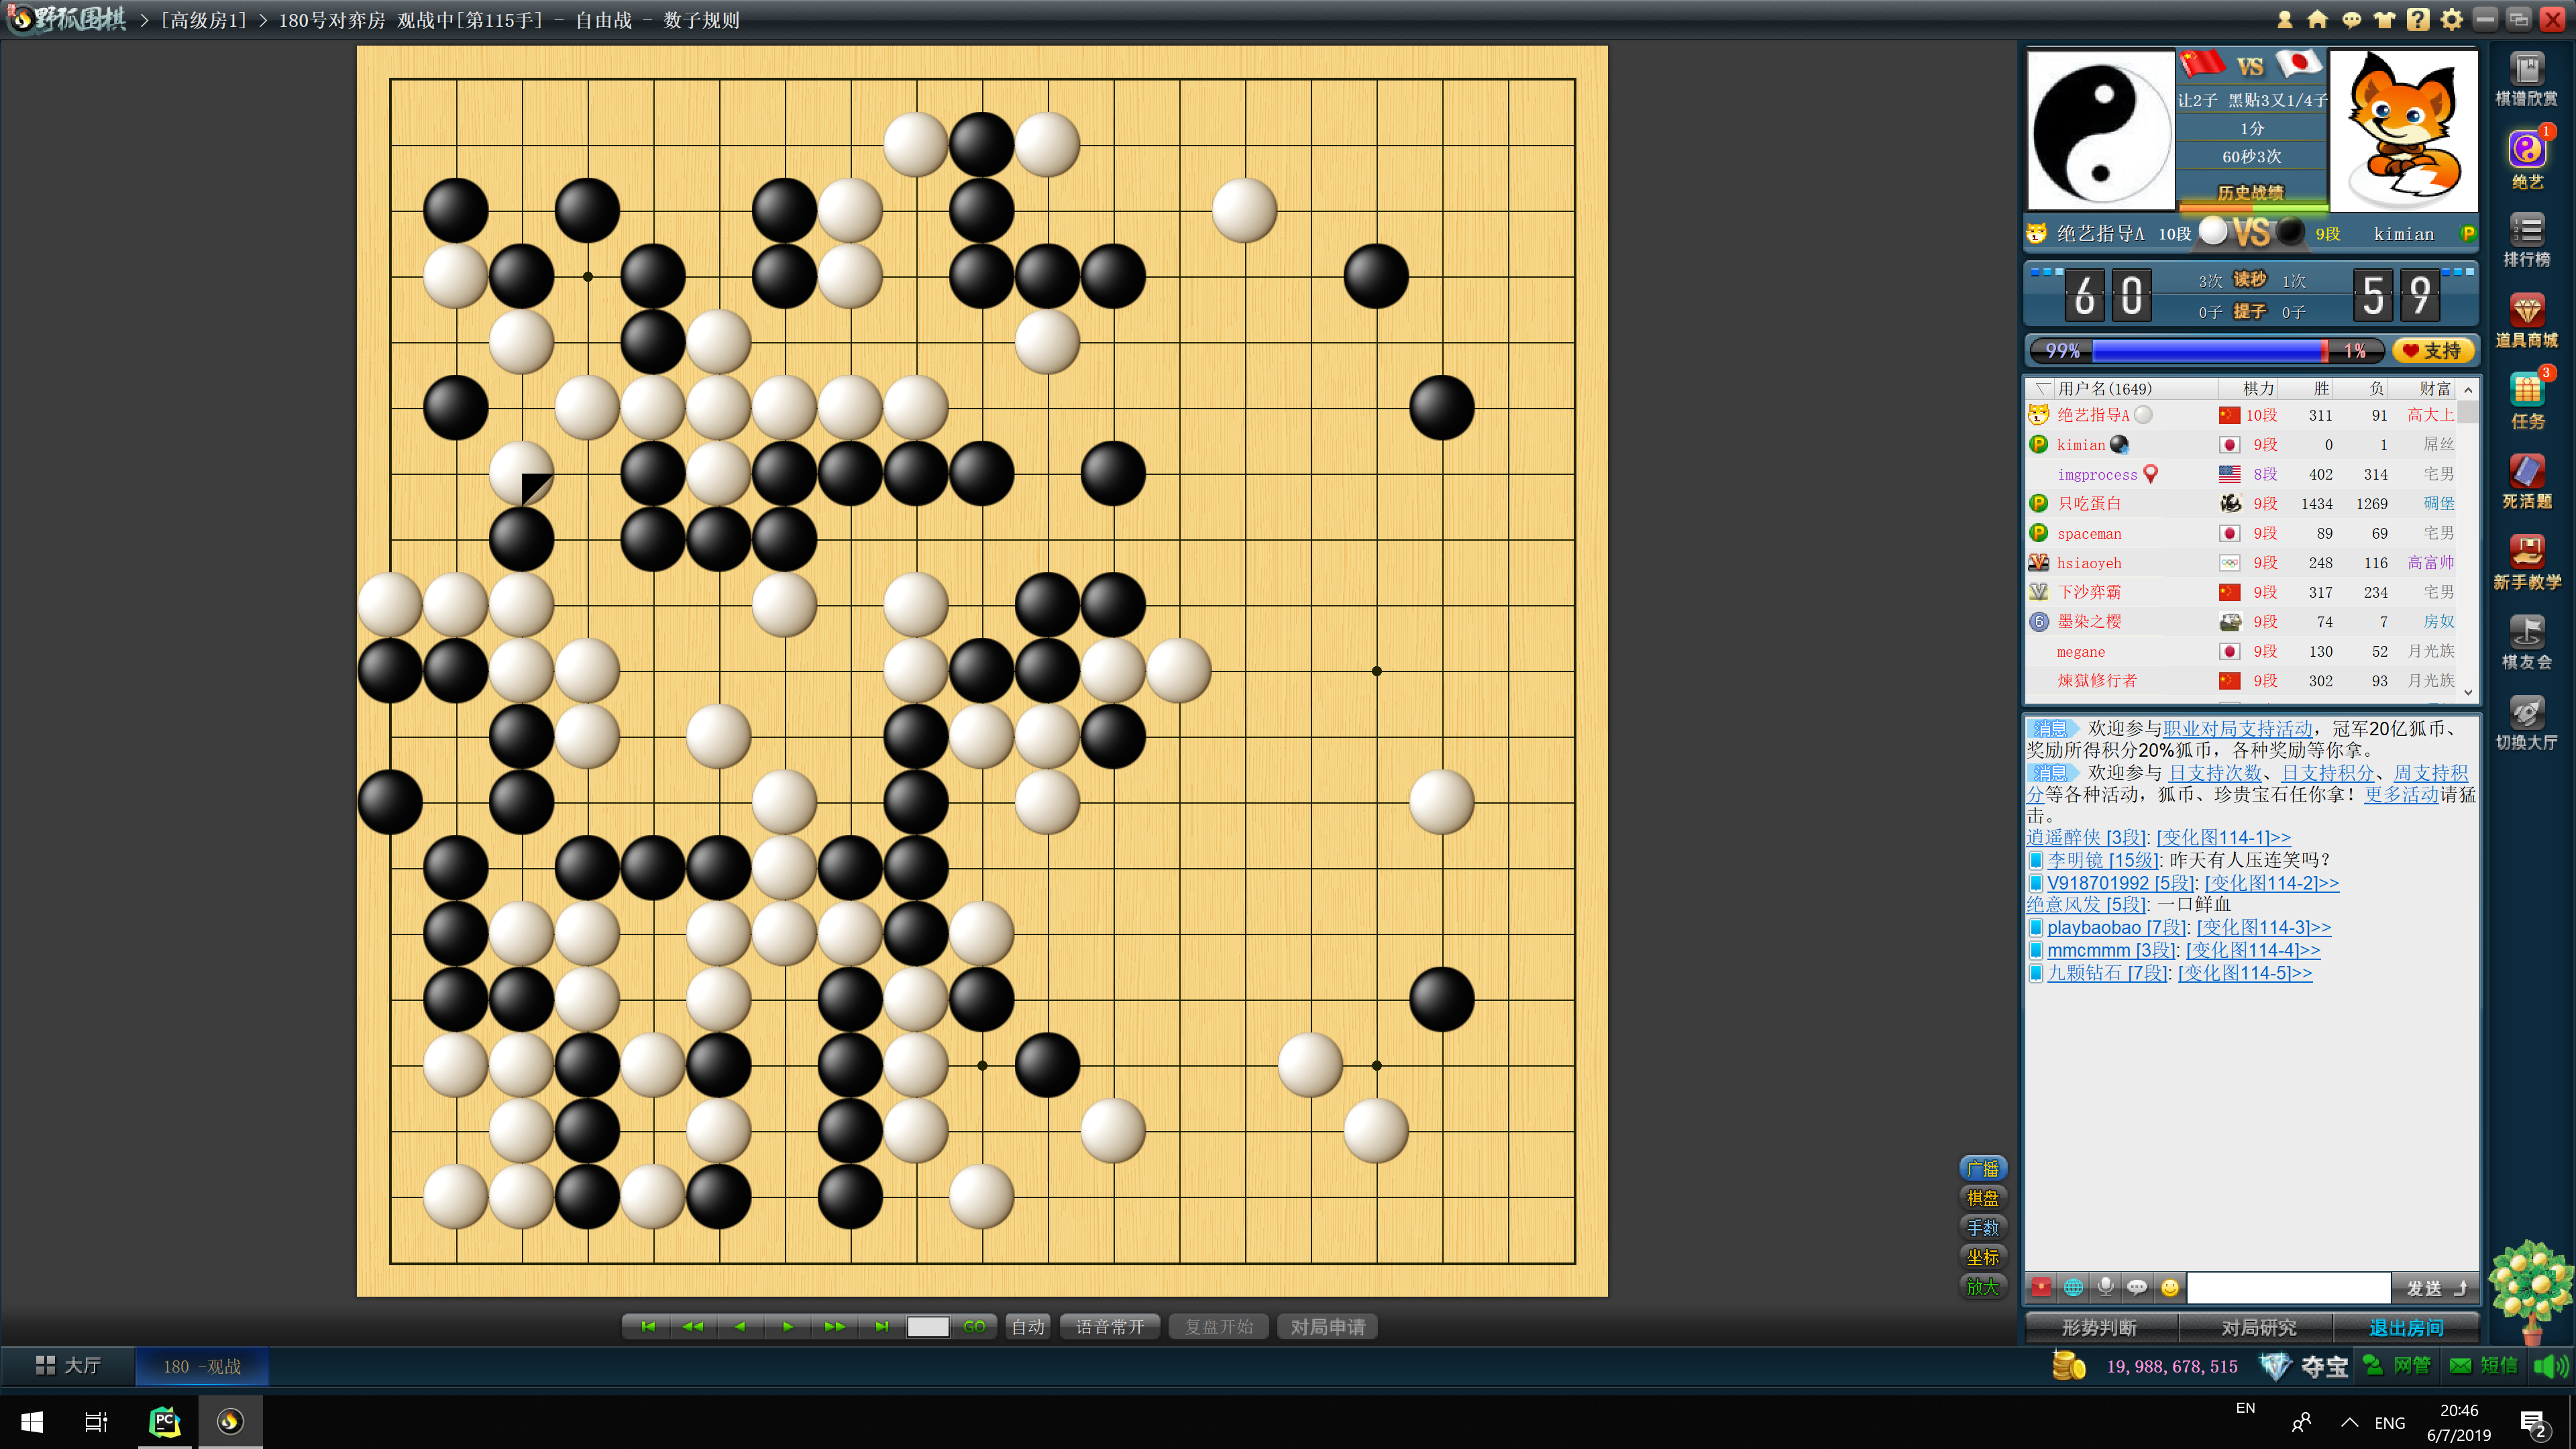 野狐围棋 > [高级房1] > 180号对弈房 观战中[第115手] - 自由战 - 数子规则
VS
让2子 黑贴3又1/4子
1分
60秒3次
历史战绩
绝艺指导A 10段 VS 9段 kimian P
60 3次 读秒 1次 59
0子 提子 0子
99% 1% 支持
用户名(1649) 棋力 胜 负 财富
绝艺指导A 10段 311 91 高大上
P kimian 9段 0 1 屌丝
imgprocess 8段 402 314 宅男
P 只吃蛋白 9段 1434 1269 碉堡
P spaceman 9段 89 69 宅男
V hsiaoyeh 9段 248 116 高富帅
V 下沙弈霸 9段 317 234 宅男
6 墨染之樱 9段 74 7 房奴
megane 9段 130 52 月光族
煉獄修行者 9段 302 93 月光族
消息 欢迎参与职业对局支持活动，冠军20亿狐币、
奖励所得积分20%狐币，各种奖励等你拿。
消息 欢迎参与 日支持次数、日支持积分、周支持积
分等各种活动，狐币、珍贵宝石任你拿！更多活动请猛
击。
逍遥醉侠 [3段]: [变化图114-1]>>
李明镜 [15级]: 昨天有人压连笑吗？
V918701992 [5段]: [变化图114-2]>>
绝意风发 [5段]: 一口鲜血
playbaobao [7段]: [变化图114-3]>>
mmcmmm [3段]: [变化图114-4]>>
九颗钻石 [7段]: [变化图114-5]>>
发送
形势判断 对局研究 退出房间
棋谱欣赏
1
绝艺
排行榜
道具商城
3
任务
死活题
新手教学
棋友会
切换大厅
广播
棋盘
手数
坐标
放大
GO 自动 语音常开 复盘开始 对局申请
大厅 180 -观战 19,988,678,515 夺宝 网管 短信
PC EN ENG 20:46
6/7/2019 2